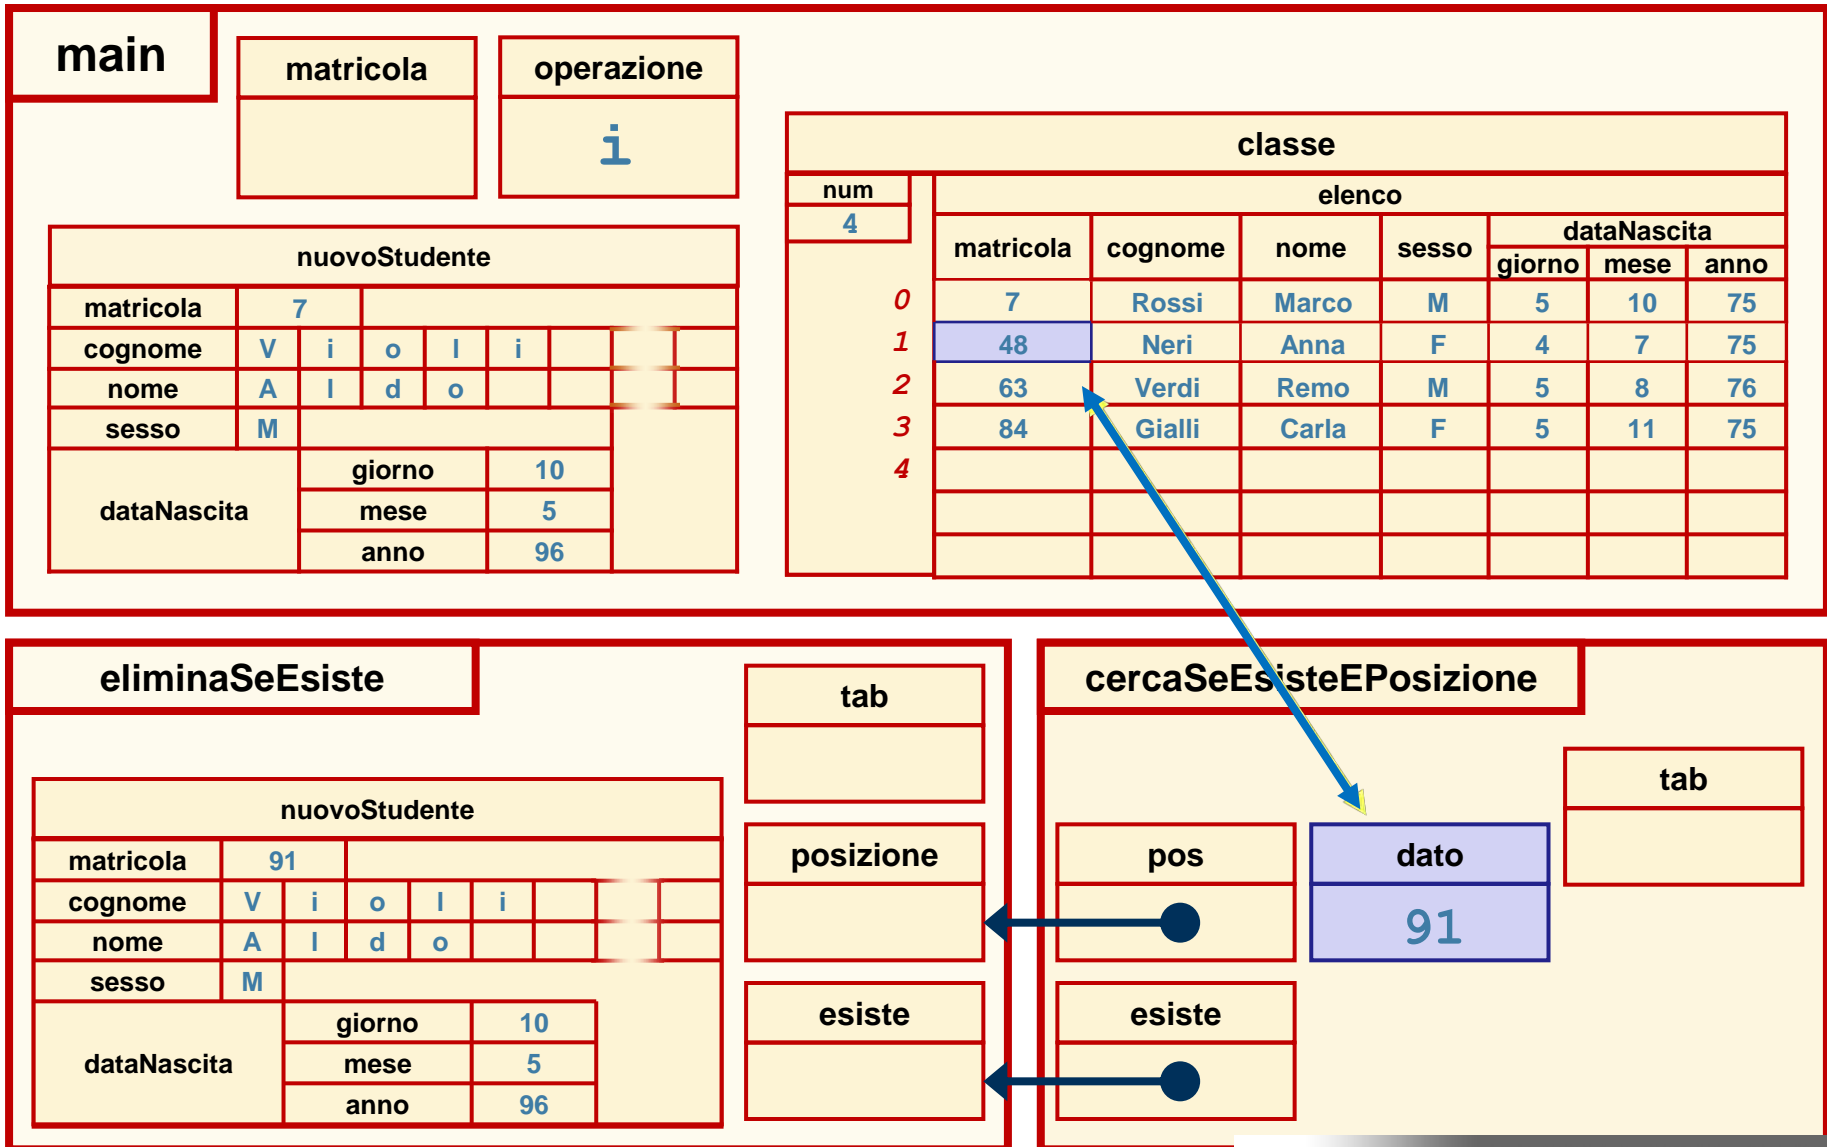 main
matricola
operazione
i
classe
num
4
elenco
matricola cognome nome sesso dataNascita
giorno mese anno
0 7 Rossi Marco M 5 10 75
1 48 Neri Anna F 4 7 75
2 63 Verdi Remo M 5 8 76
3 84 Gialli Carla F 5 11 75
4
nuovoStudente
matricola 7
cognome V i o l i
nome A l d o
sesso M
dataNascita
giorno 10
mese 5
anno 96
eliminaSeEsiste
tab
nuovoStudente
matricola 91
cognome V i o l i
nome A l d o
sesso M
dataNascita
giorno 10
mese 5
anno 96
posizione
esiste
cercaSeEsisteEPosizione
tab
pos
dato
91
esiste